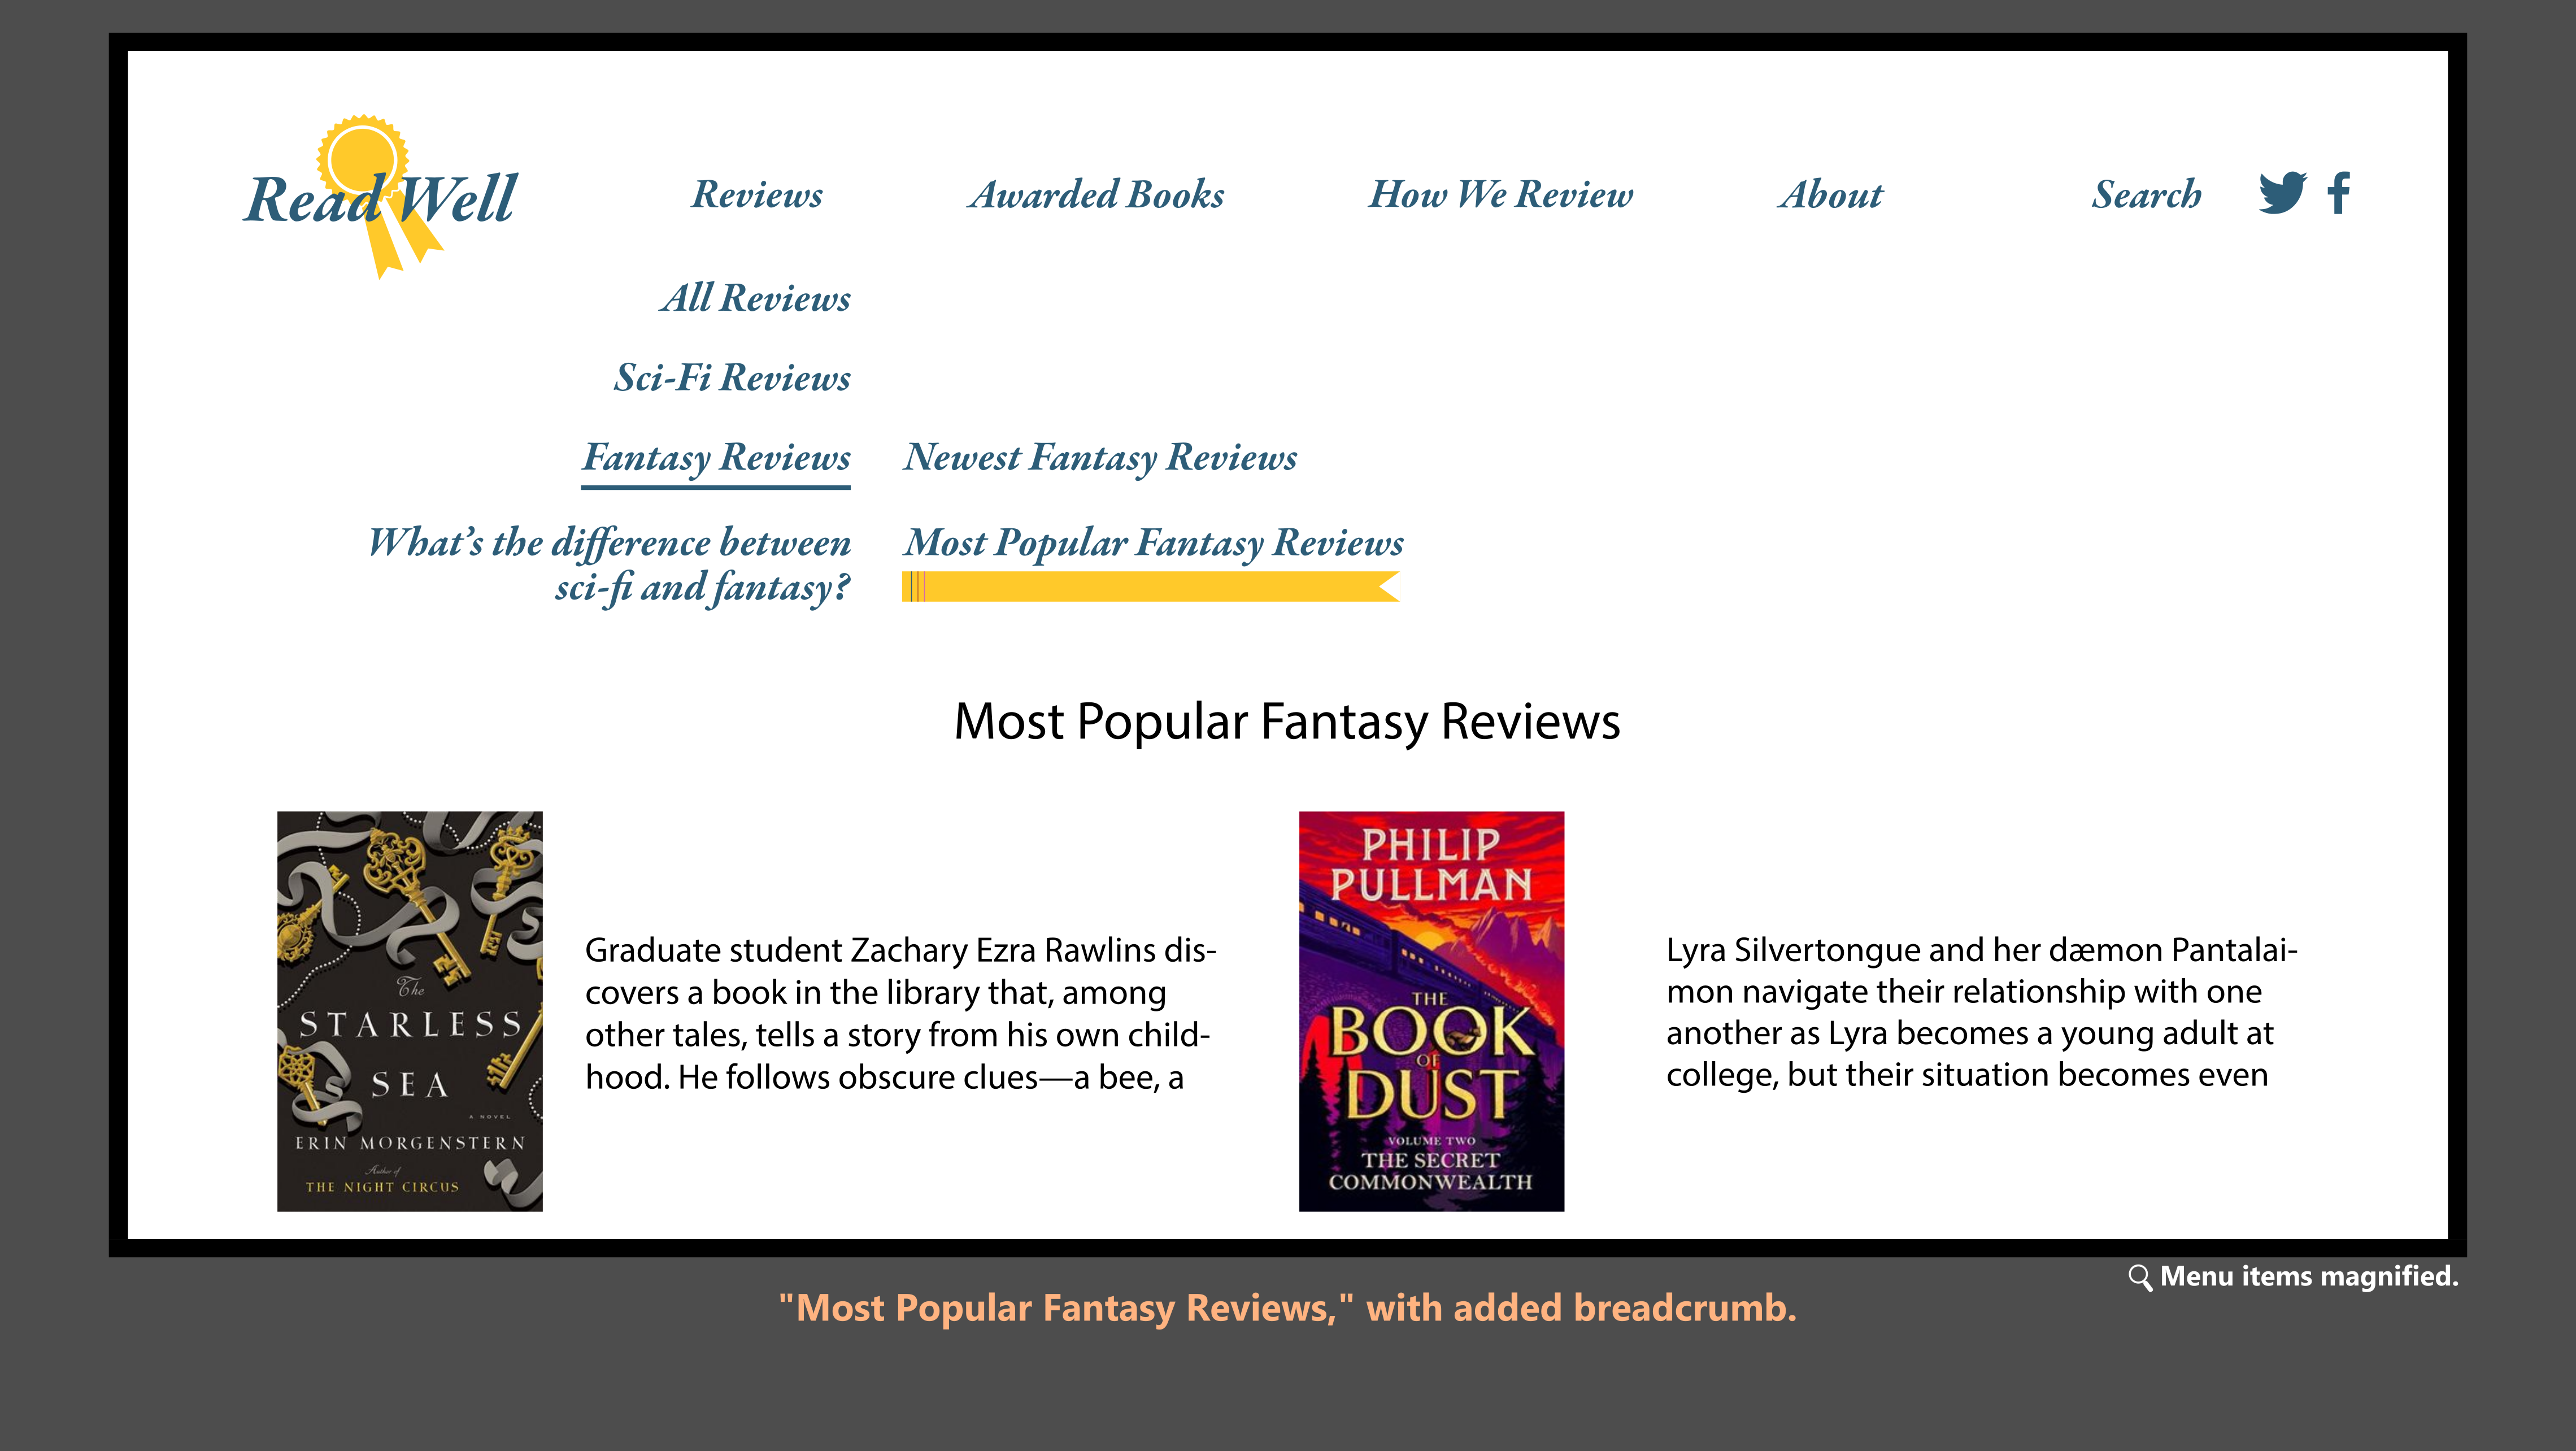 Read Well
Reviews
Awarded Books
How We Review
About
Search
All Reviews
Sci-Fi Reviews
Fantasy Reviews
Newest Fantasy Reviews
What’s the difference between
sci-fi and fantasy?
Most Popular Fantasy Reviews
Most Popular Fantasy Reviews
The
STARLESS
SEA
A NOVEL
ERIN MORGENSTERN
Author of
THE NIGHT CIRCUS
Graduate student Zachary Ezra Rawlins dis-
covers a book in the library that, among
other tales, tells a story from his own child-
hood. He follows obscure clues—a bee, a
PHILIP
PULLMAN
THE
BOOK
OF
DUST
VOLUME TWO
THE SECRET
COMMONWEALTH
Lyra Silvertongue and her dæmon Pantalai-
mon navigate their relationship with one
another as Lyra becomes a young adult at
college, but their situation becomes even
Menu items magnified.
"Most Popular Fantasy Reviews," with added breadcrumb.